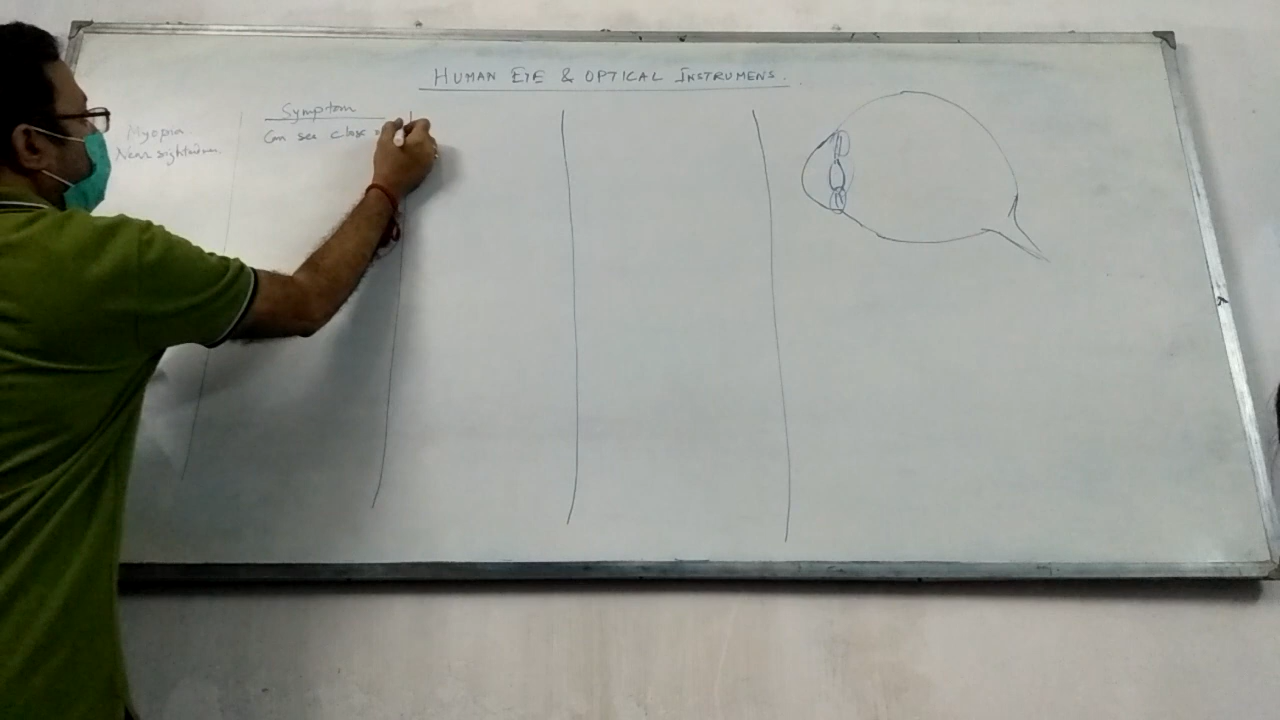 HUMAN EYE & OPTICAL INSTRUMENS.
Symptom
Myopia
Can see close
Near sightedness.